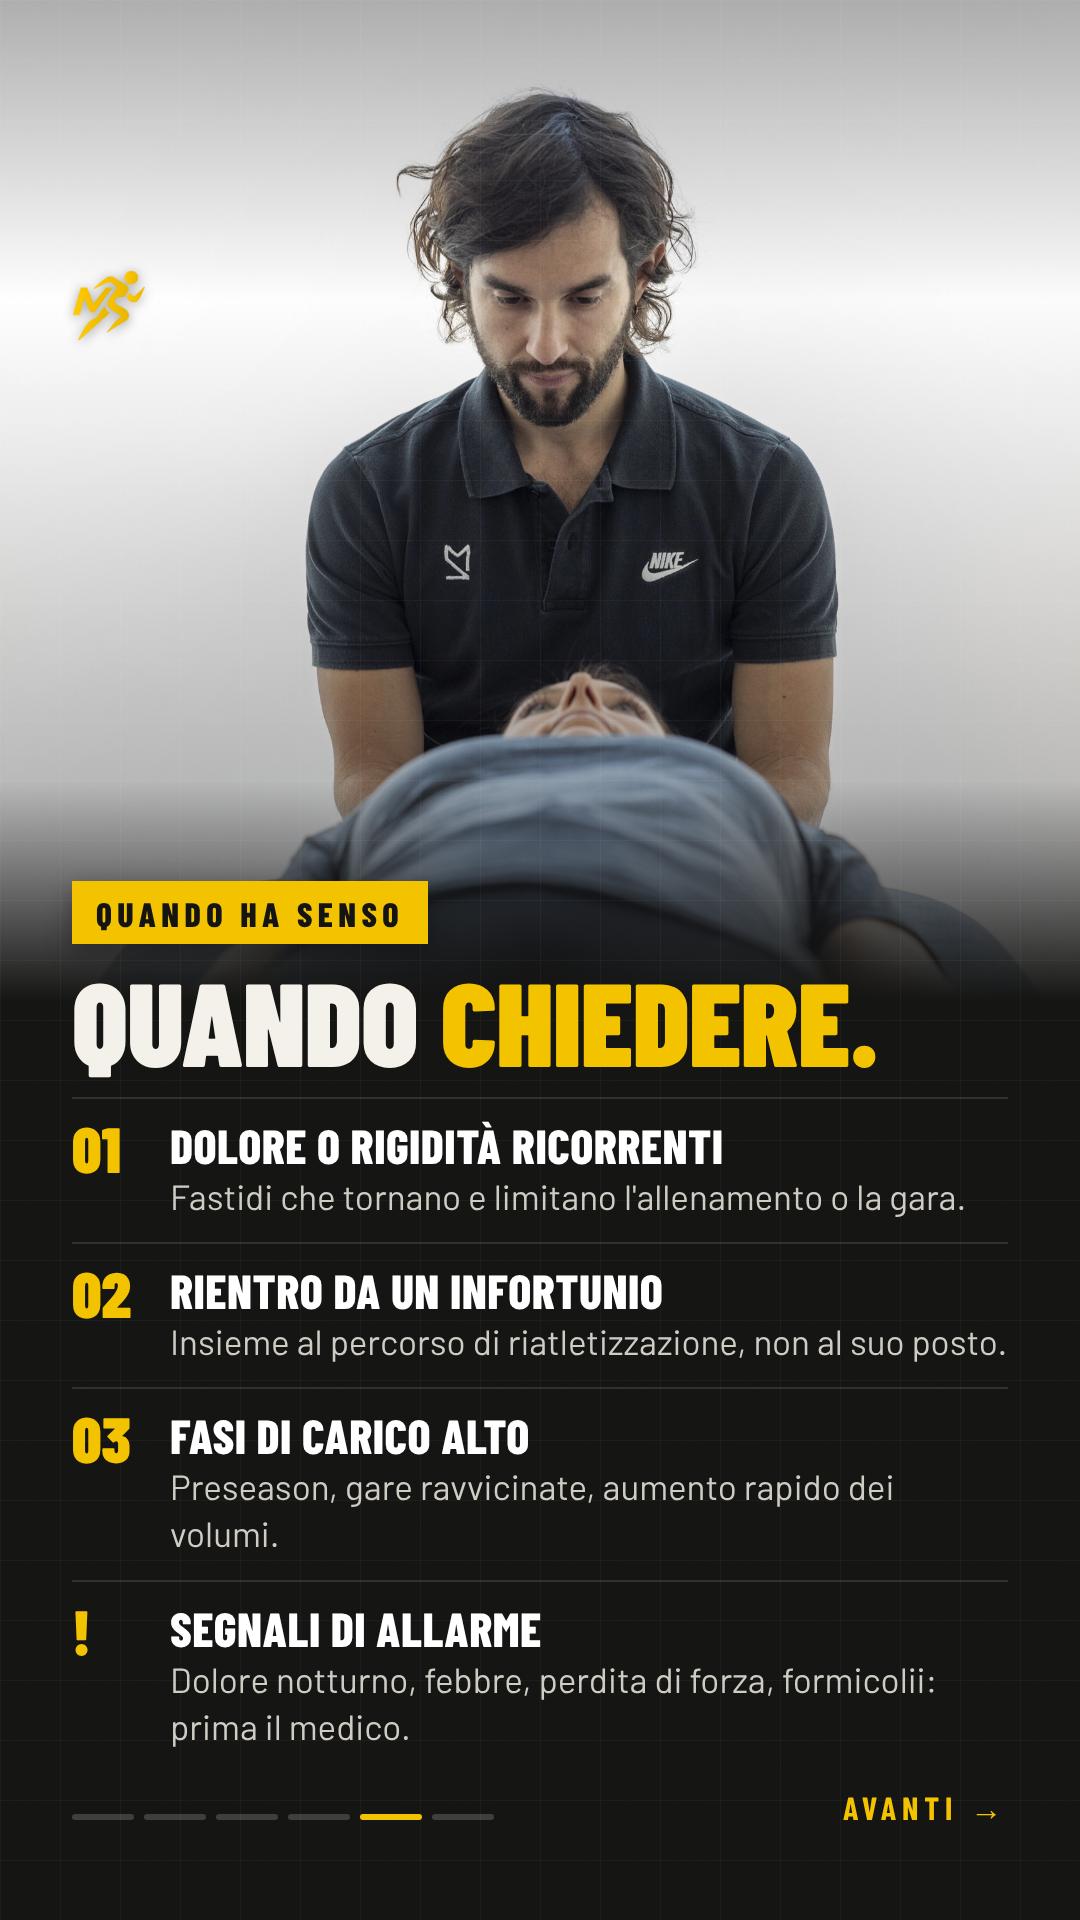 NIKE
QUANDO HA SENSO
QUANDO CHIEDERE.
01
DOLORE O RIGIDITÀ RICORRENTI
Fastidi che tornano e limitano l'allenamento o la gara.
02
RIENTRO DA UN INFORTUNIO
Insieme al percorso di riatletizzazione, non al suo posto.
03
FASI DI CARICO ALTO
Preseason, gare ravvicinate, aumento rapido dei
volumi.
!
SEGNALI DI ALLARME
Dolore notturno, febbre, perdita di forza, formicolii:
prima il medico.
AVANTI →